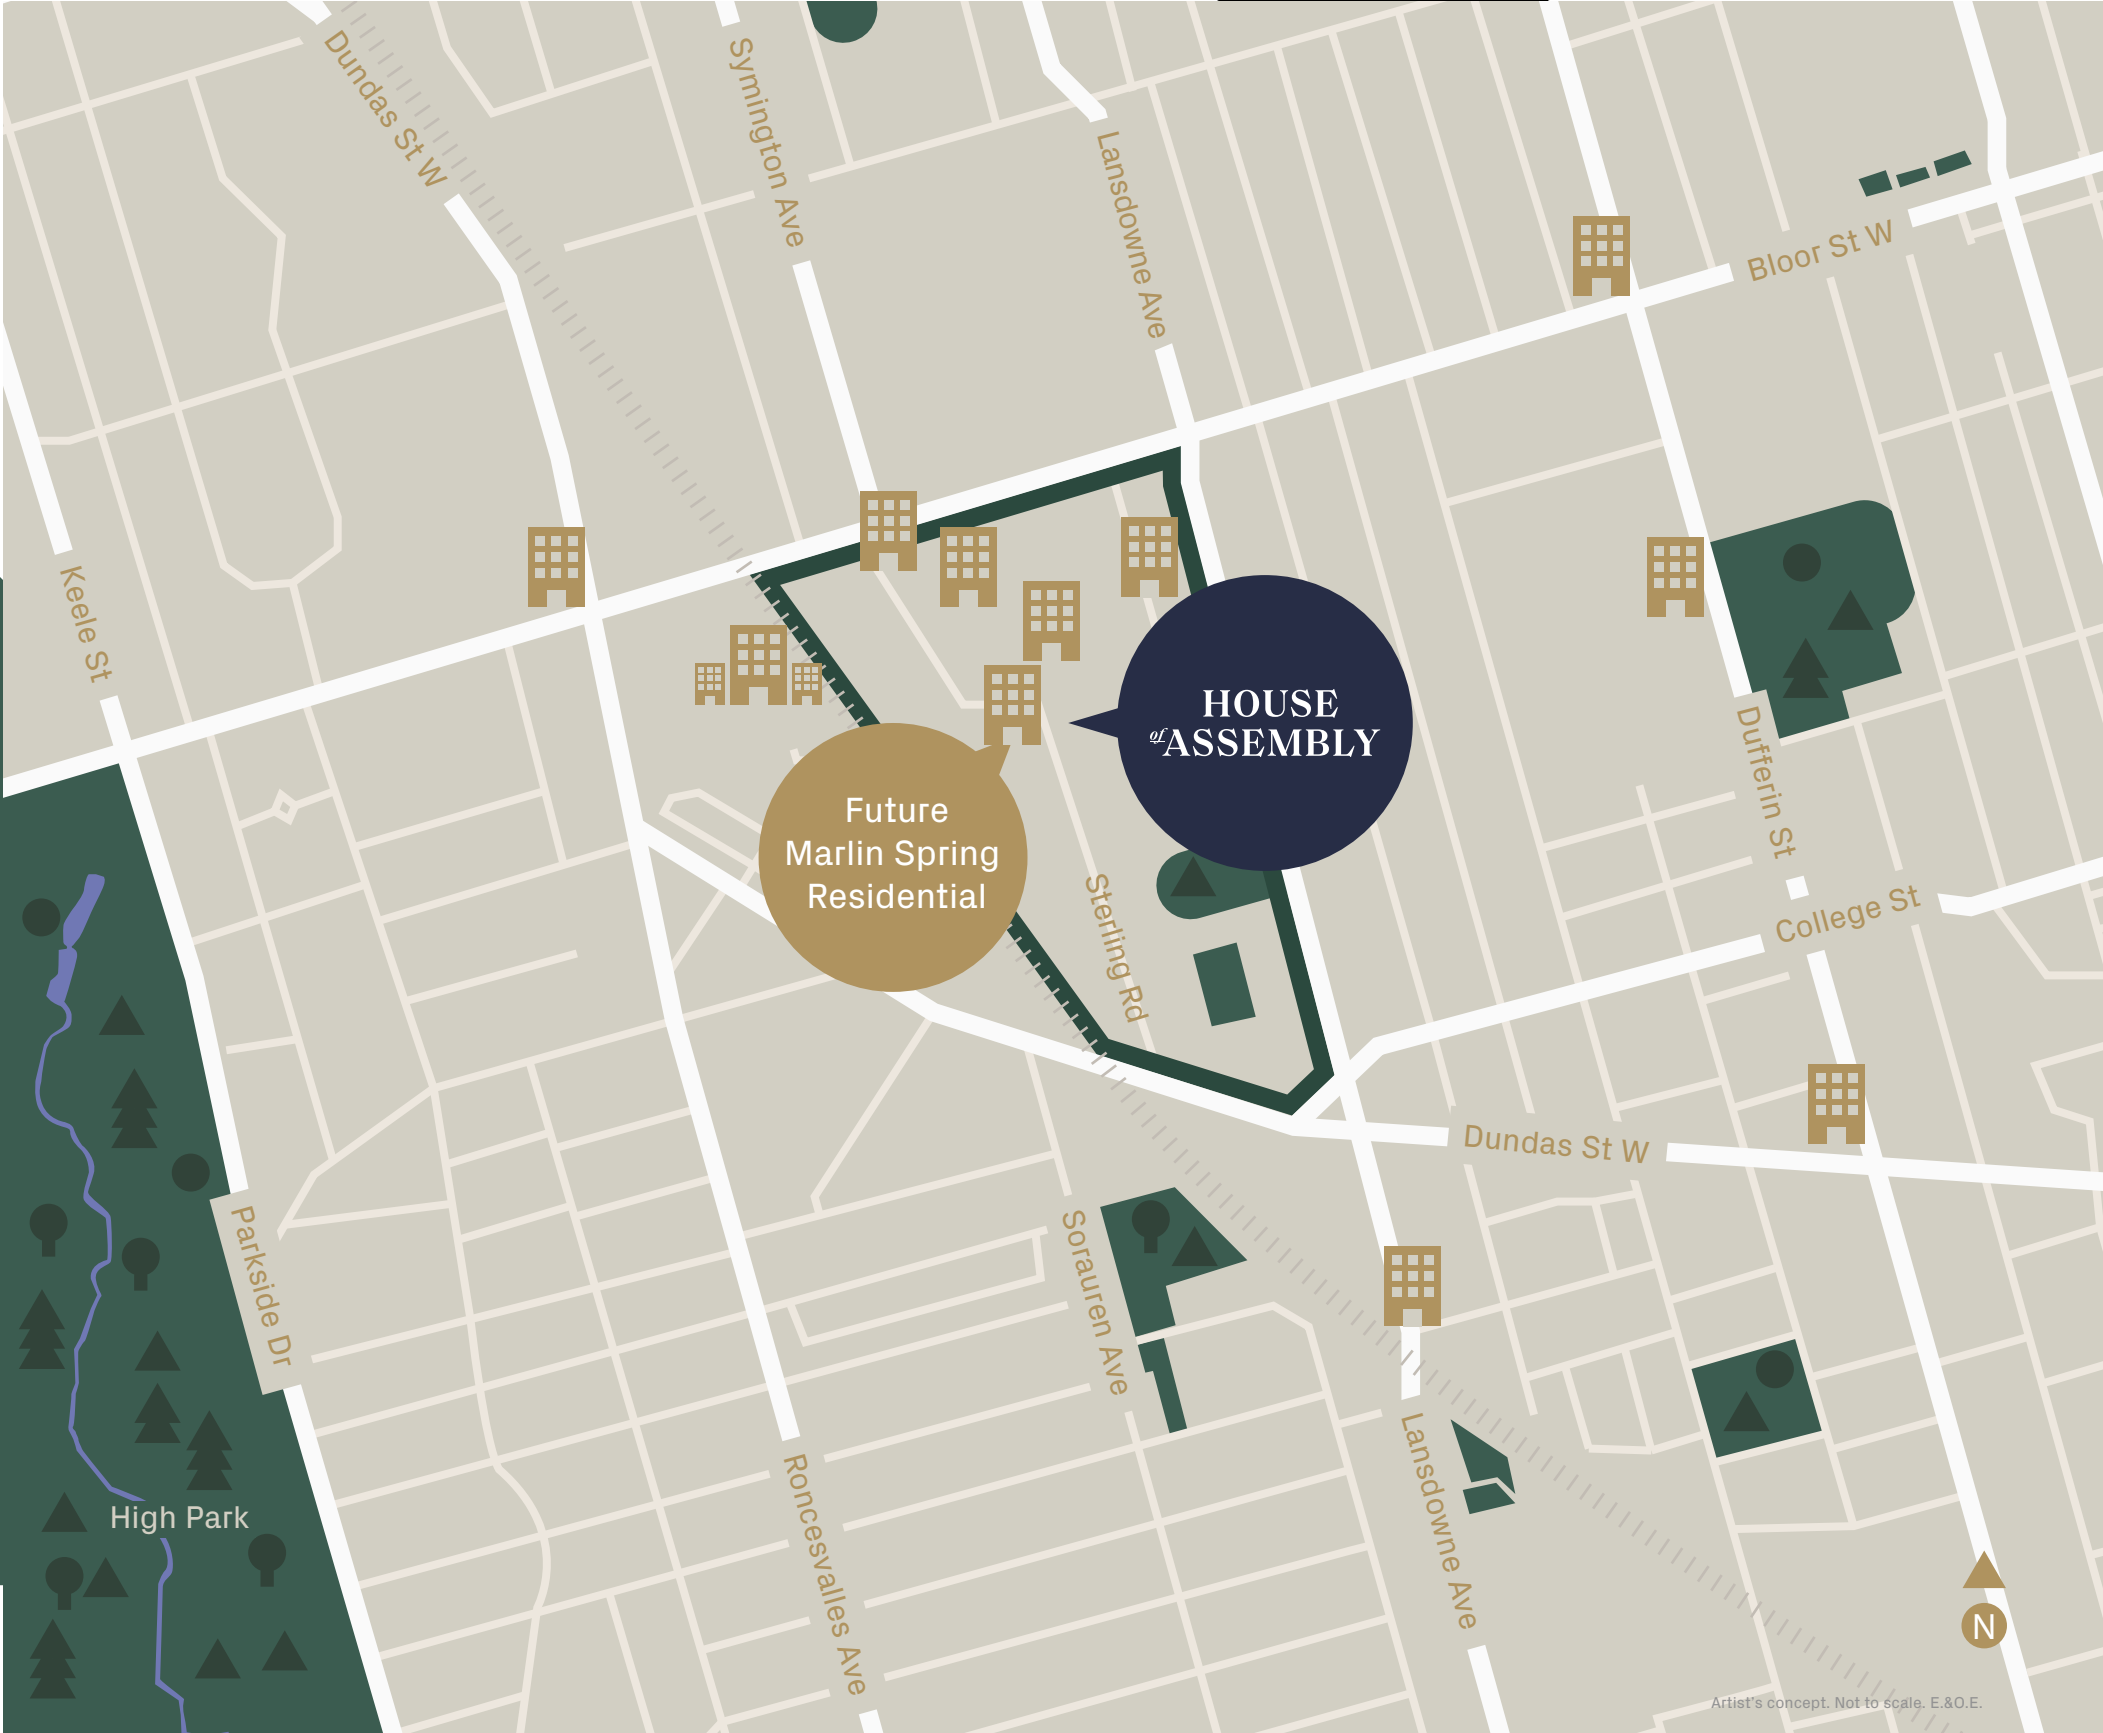 Dundas St W
Symington Ave
Lansdowne Ave
Bloor St W
Keele St
HOUSE
of ASSEMBLY
Dufferin St
Future
Marlin Spring
Residential
Sterling Rd
College St
Dundas St W
Parkside Dr
Sorauren Ave
Lansdowne Ave
Roncesvalles Ave
High Park
N
Artist's concept. Not to scale. E.&O.E.